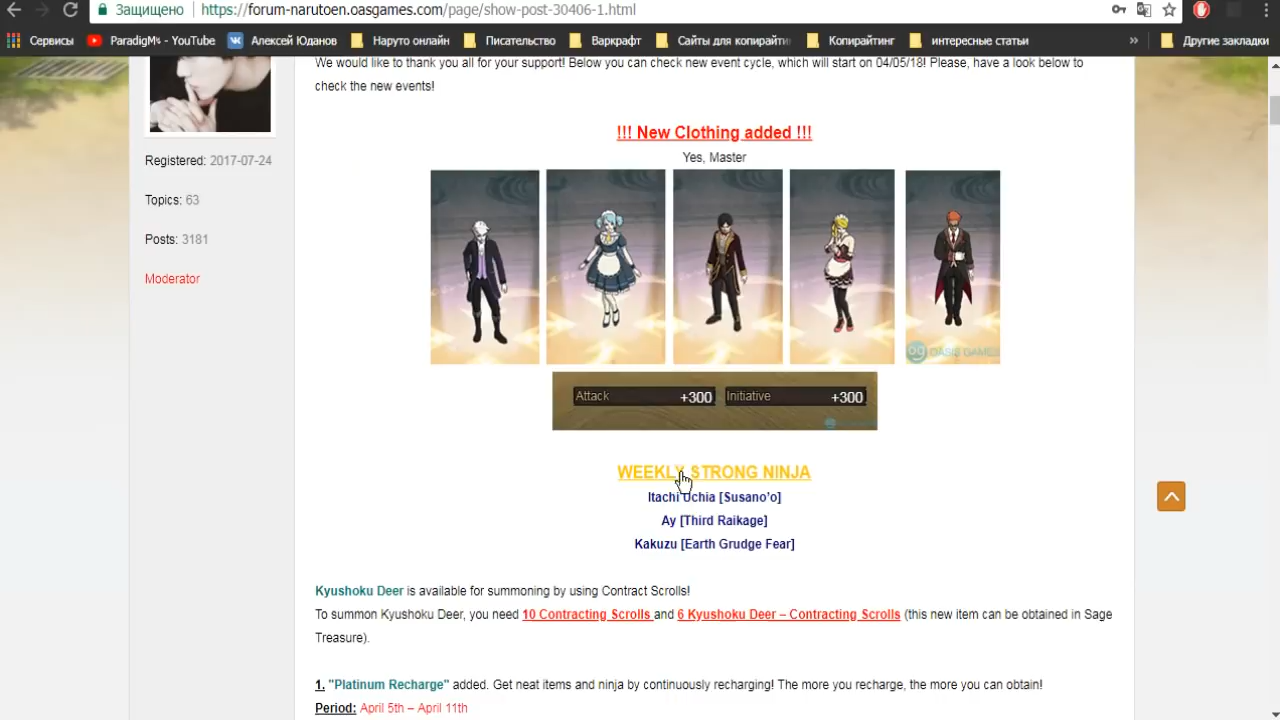 Защищено https://forum-narutoen.oasgames.com/page/show-post-30406-1.html
Сервисы ParadigMs - YouTube Алексей Юданов Наруто онлайн Писательство Варкрафт Сайты для копирайти Копирайтинг интересные статьи » Другие закладки
We would like to thank you all for your support! Below you can check new event cycle, which will start on 04/05/18! Please, have a look below to
check the new events!
!!! New Clothing added !!!
Yes, Master
Registered: 2017-07-24
Topics: 63
Posts: 3181
Moderator
OASIS GAMES
Attack +300 Initiative +300
WEEKLY STRONG NINJA
Itachi Uchia [Susano'o]
Ay [Third Raikage]
Kakuzu [Earth Grudge Fear]
Kyushoku Deer is available for summoning by using Contract Scrolls!
To summon Kyushoku Deer, you need 10 Contracting Scrolls and 6 Kyushoku Deer – Contracting Scrolls (this new item can be obtained in Sage
Treasure).
1. "Platinum Recharge" added. Get neat items and ninja by continuously recharging! The more you recharge, the more you can obtain!
Period: April 5th – April 11th